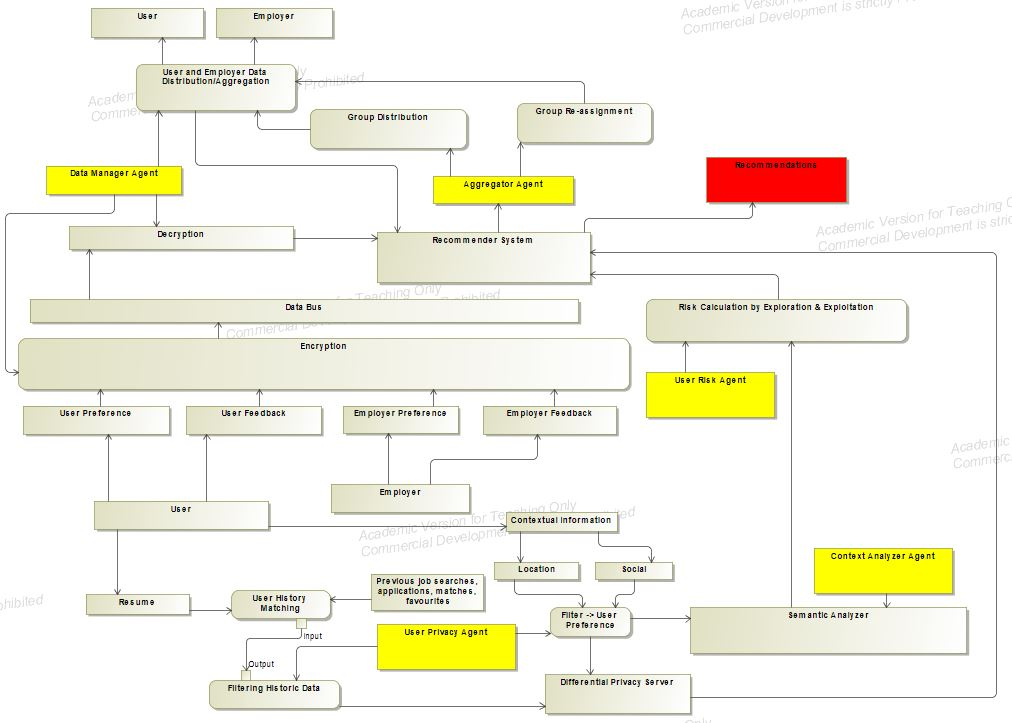 Academic Version for Teaching Only
Commercial Development is strictly Prohibited
User
Employer
User and Employer Data
Distribution/Aggregation
Group Distribution
Group Re-assignment
Data Manager Agent
Aggregator Agent
Recommendations
Decryption
Recommender System
Data Bus
Risk Calculation by Exploration & Exploitation
Encryption
User Risk Agent
User Preference
User Feedback
Employer Preference
Employer Feedback
Employer
User
Contextual Information
Context Analyzer Agent
Location
Social
Previous job searches,
applications, matches,
favourites
Resume
User History
Matching
Filter -> User
Preference
Semantic Analyzer
User Privacy Agent
Input
Output
Filtering Historic Data
Differential Privacy Server